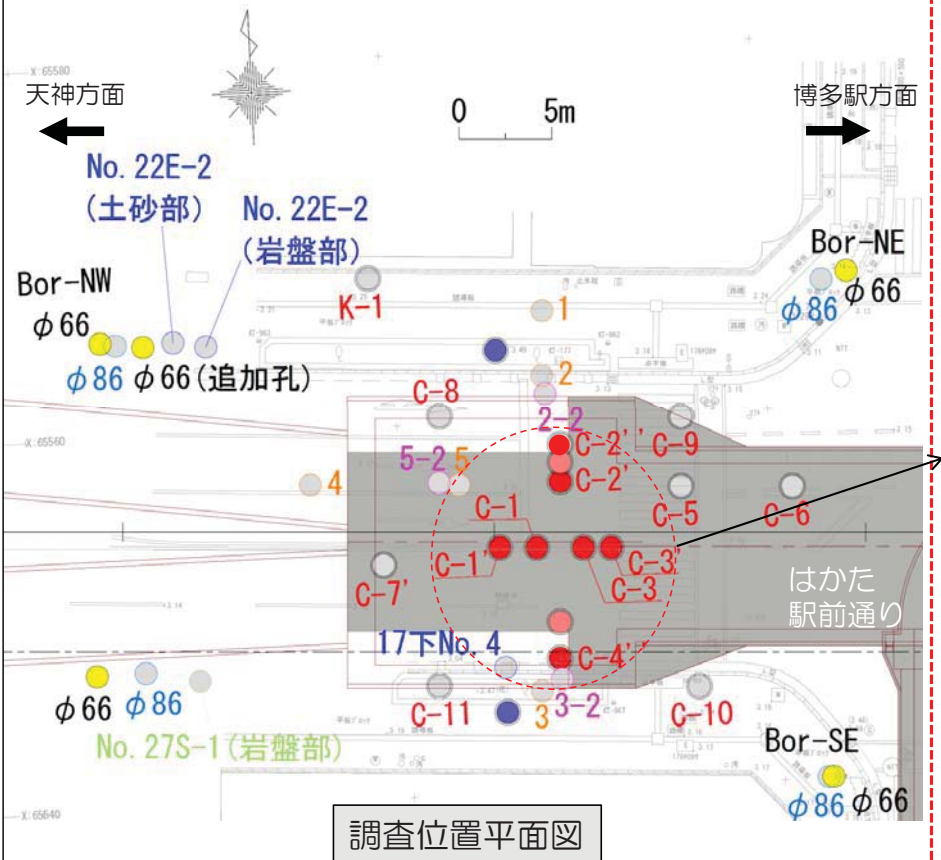 X:65580
天神方面
0 5m
博多駅方面
No. 22E-2
(土砂部)
No. 22E-2
(岩盤部)
Bor-NE
φ86 φ66
Bor-NW
φ66
K-1
1
φ86 φ66(追加孔)
2
C-8
2-2
C-2''
C-9
X:65560
5-2
5
4
C-2'
C-5
C-6
C-1
C-1'
C-3'
C-3
C-7'
はかた
駅前通り
17下No. 4
C-4'
φ66 φ86
C-11
3
3-2
C-10
No. 27S-1(岩盤部)
Bor-SE
φ86 φ66
X:65540
調査位置平面図